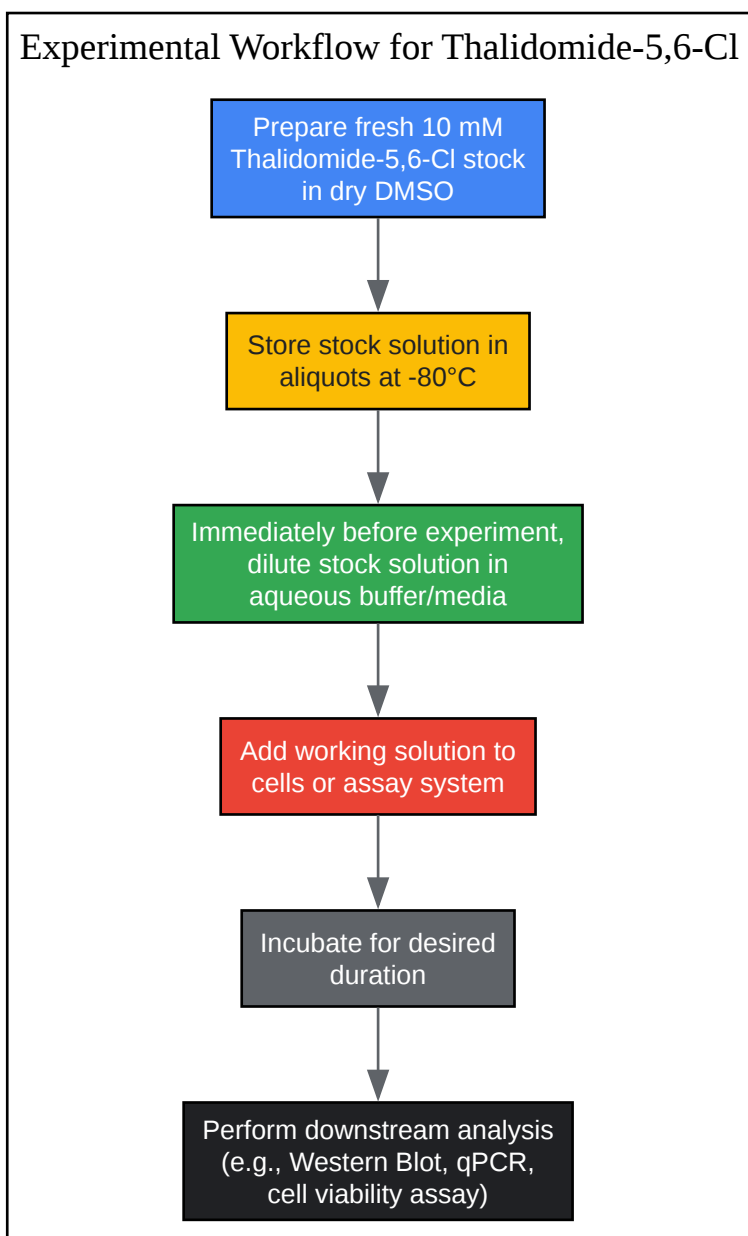 Experimental Workflow for Thalidomide-5,6-Cl
Prepare fresh 10 mM
Thalidomide-5,6-Cl stock
in dry DMSO
Store stock solution in
aliquots at -80°C
Immediately before experiment,
dilute stock solution in
aqueous buffer/media
Add working solution to
cells or assay system
Incubate for desired
duration
Perform downstream analysis
(e.g., Western Blot, qPCR,
cell viability assay)